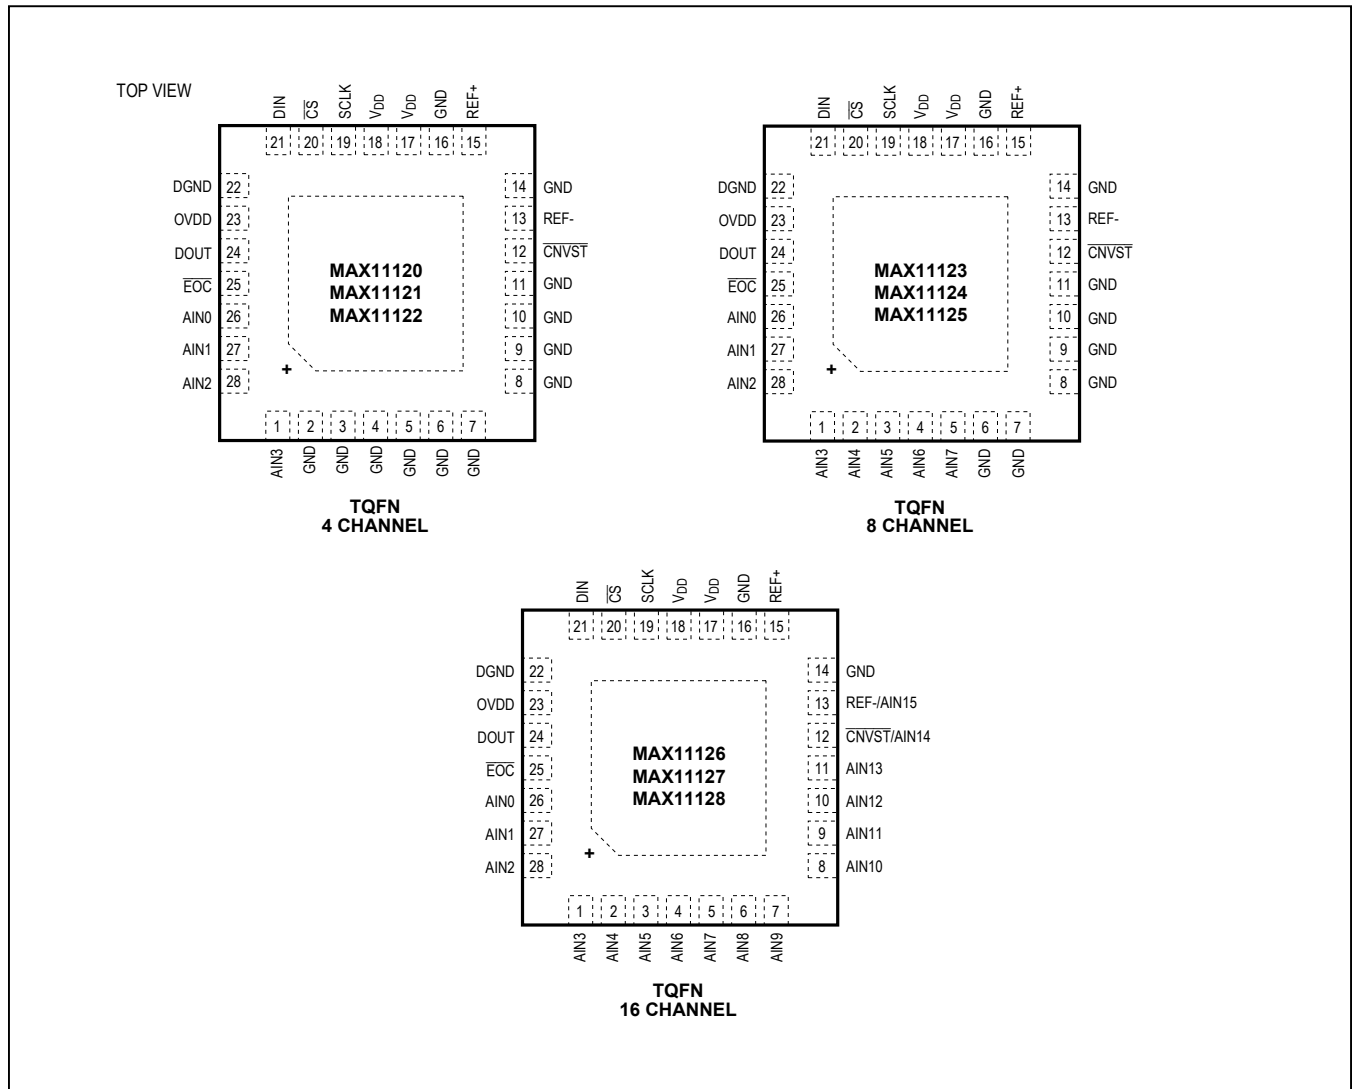 TOP VIEW
DIN C̅S̅ SCLK VDD VDD GND REF+
21 20 19 18 17 16 15
DGND 22 14 GND
OVDD 23 13 REF-
DOUT 24 12 C̅N̅V̅S̅T̅
E̅O̅C̅ 25 11 GND
AIN0 26 10 GND
AIN1 27 9 GND
AIN2 28 8 GND
MAX11120
MAX11121
MAX11122
+
1 2 3 4 5 6 7
AIN3 GND GND GND GND GND GND
TQFN
4 CHANNEL
DIN C̅S̅ SCLK VDD VDD GND REF+
21 20 19 18 17 16 15
DGND 22 14 GND
OVDD 23 13 REF-
DOUT 24 12 C̅N̅V̅S̅T̅
E̅O̅C̅ 25 11 GND
AIN0 26 10 GND
AIN1 27 9 GND
AIN2 28 8 GND
MAX11123
MAX11124
MAX11125
+
1 2 3 4 5 6 7
AIN3 AIN4 AIN5 AIN6 AIN7 GND GND
TQFN
8 CHANNEL
DIN C̅S̅ SCLK VDD VDD GND REF+
21 20 19 18 17 16 15
DGND 22 14 GND
OVDD 23 13 REF-/AIN15
DOUT 24 12 C̅N̅V̅S̅T̅/AIN14
E̅O̅C̅ 25 11 AIN13
AIN0 26 10 AIN12
AIN1 27 9 AIN11
AIN2 28 8 AIN10
MAX11126
MAX11127
MAX11128
+
1 2 3 4 5 6 7
AIN3 AIN4 AIN5 AIN6 AIN7 AIN8 AIN9
TQFN
16 CHANNEL